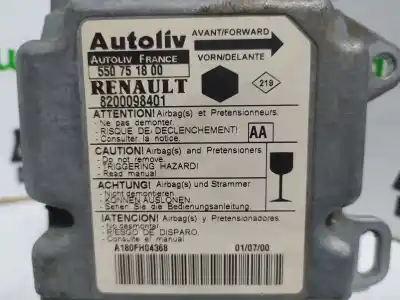 Autoliv
AVANT/FORWARD
AUTOLIV FRANCE
VORN/DELANTE
550 75 18 00
RENAULT
8200098401
219
ATTENTION! Airbag(s) et Pretensionneurs.
- Ne pas demonter.
- RISQUE DE DECLENCHEMENT!
- Consulter la notice.
AA
CAUTION! Airbag(s) and Pretensioners.
- Do not remove.
- TRIGGERING HAZARD!
- Read manual
ACHTUNG! Airbag(s) und Strammer
- Nicht demontieren.
- KONNEN AUSLOSEN.
- Sehen Sie die Bedienungsanleitung.
¡ATENCION! Airbag(s) y Pretensionadores.
- No desmontar.
- RIESGO DE DISPARO.
- Consulte el manual
A180FH04368
01/07/00